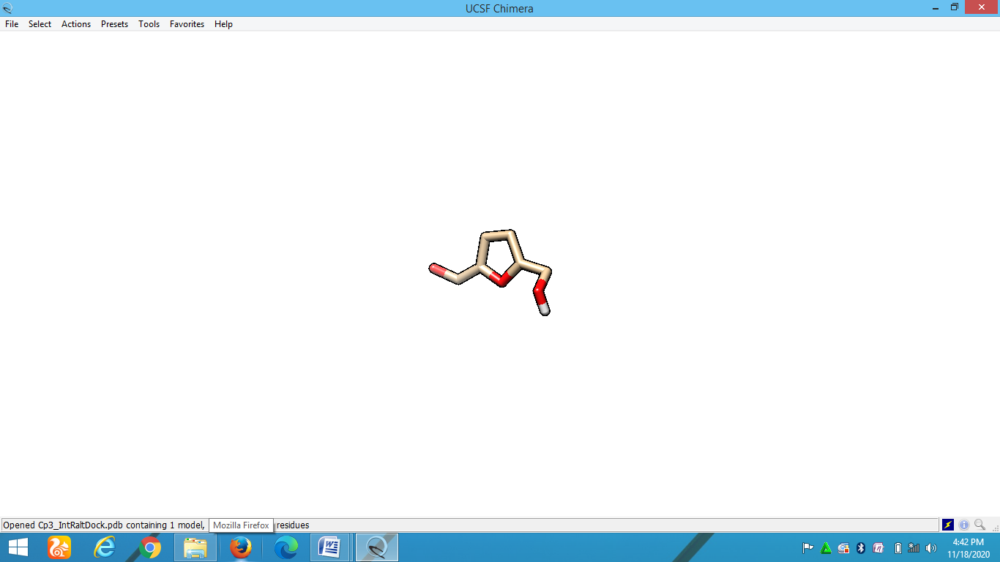 UCSF Chimera
File Select Actions Presets Tools Favorites Help
Opened Cp3_IntRaltDock.pdb containing 1 model, Mozilla Firefox residues
4:42 PM
11/18/2020